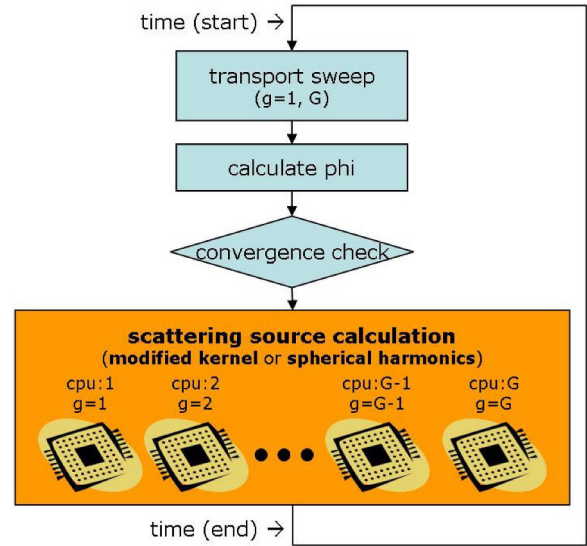 time (start) →
transport sweep
(g=1, G)
calculate phi
convergence check
scattering source calculation
(modified kernel or spherical harmonics)
cpu:1 cpu:2 cpu:G-1 cpu:G
g=1 g=2 g=G-1 g=G
time (end) →